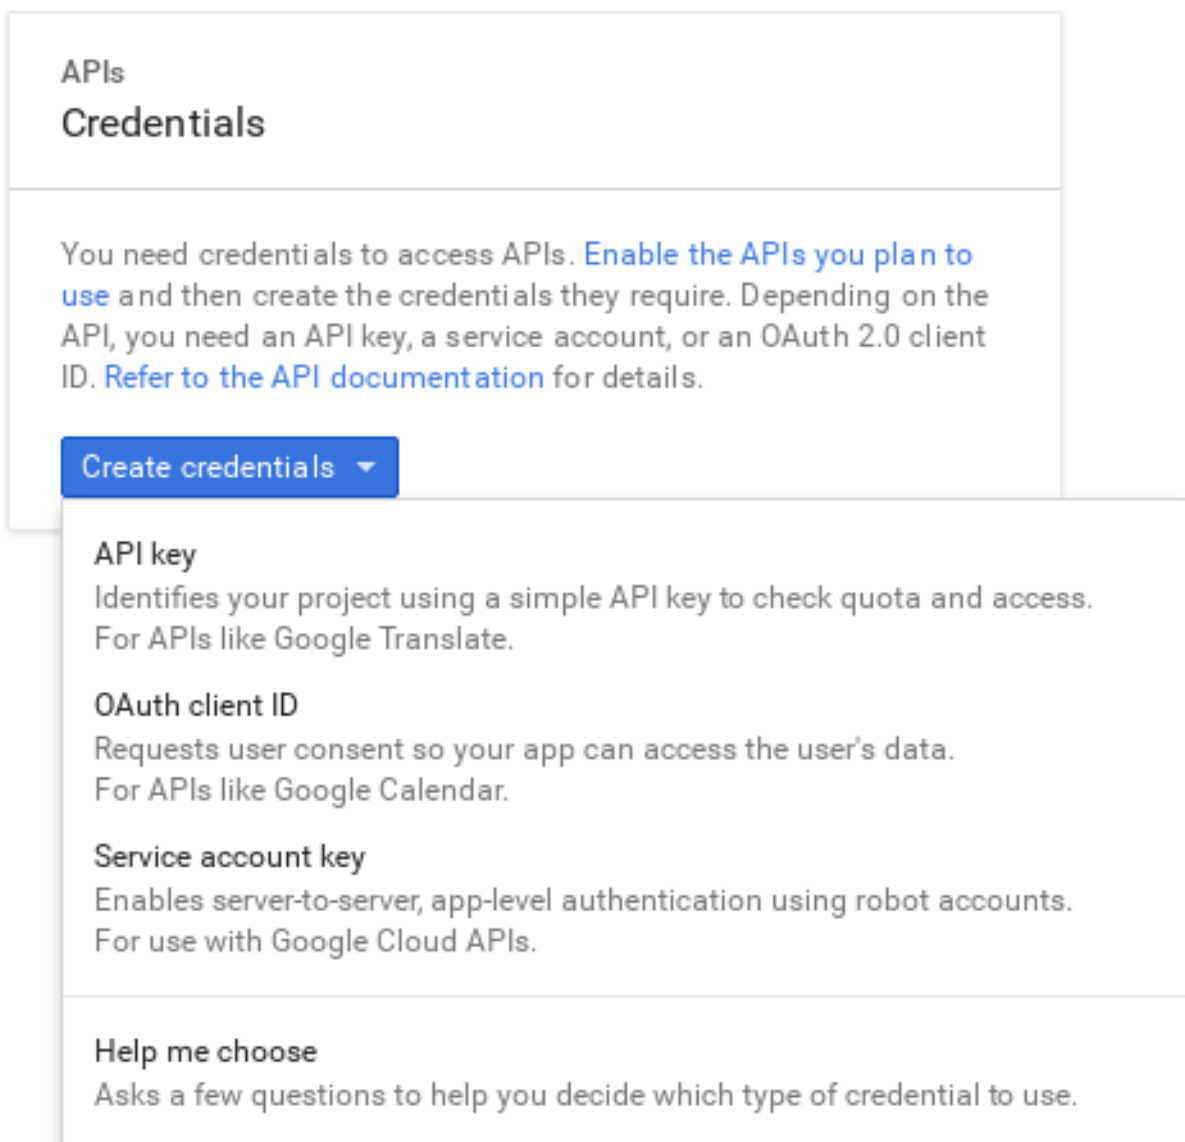 APIs
Credentials
You need credentials to access APIs. Enable the APIs you plan to
use and then create the credentials they require. Depending on the
API, you need an API key, a service account, or an OAuth 2.0 client
ID. Refer to the API documentation for details.
Create credentials
API key
Identifies your project using a simple API key to check quota and access.
For APIs like Google Translate.
OAuth client ID
Requests user consent so your app can access the user's data.
For APIs like Google Calendar.
Service account key
Enables server-to-server, app-level authentication using robot accounts.
For use with Google Cloud APIs.
Help me choose
Asks a few questions to help you decide which type of credential to use.